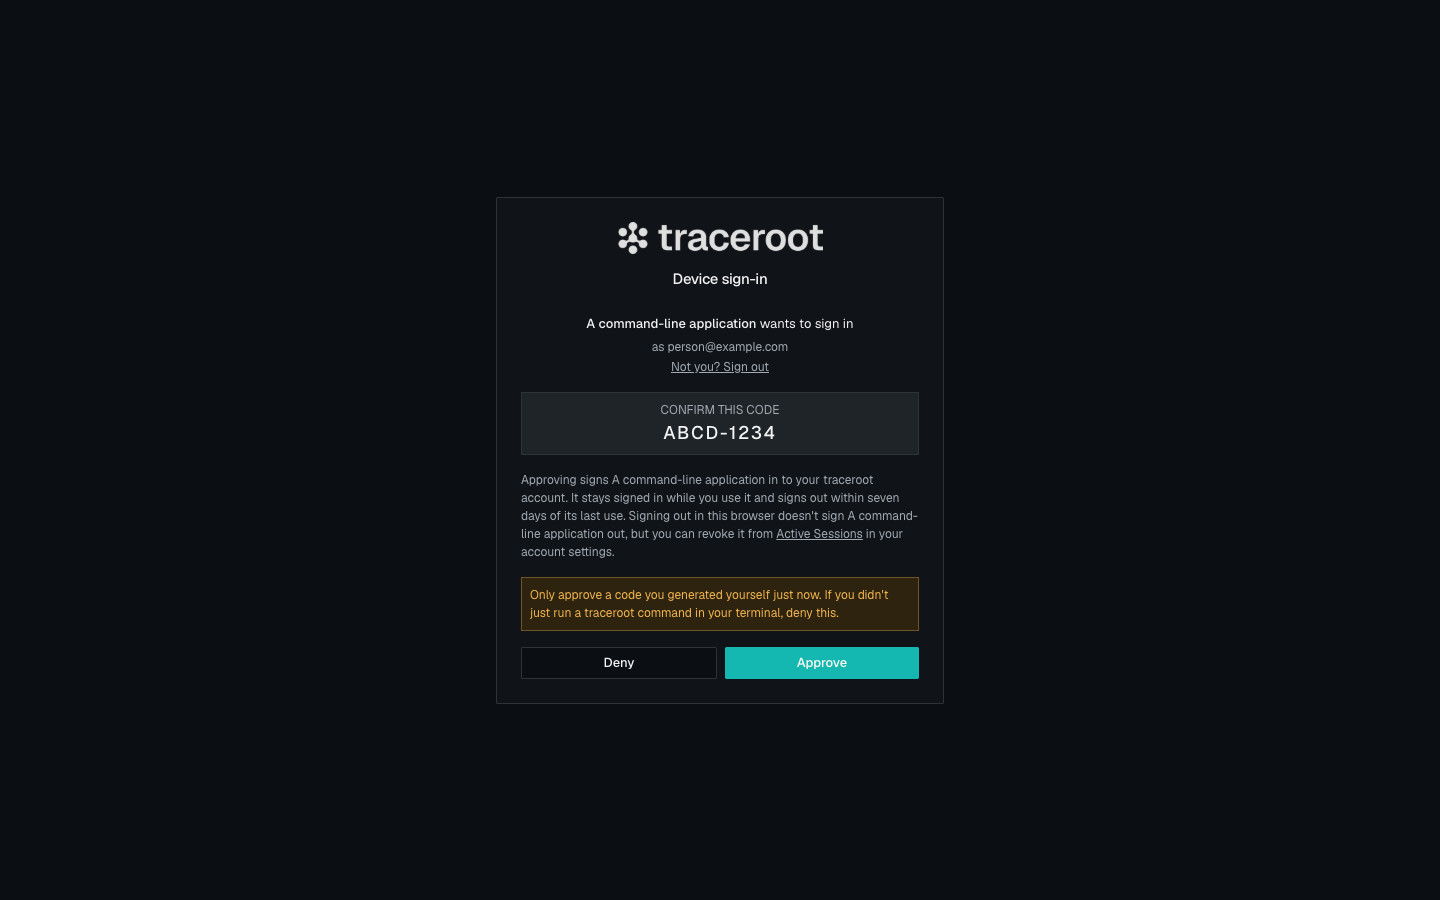 traceroot
Device sign-in
A command-line application wants to sign in
as person@example.com
Not you? Sign out
CONFIRM THIS CODE
ABCD-1234
Approving signs A command-line application in to your traceroot
account. It stays signed in while you use it and signs out within seven
days of its last use. Signing out in this browser doesn't sign A command-
line application out, but you can revoke it from Active Sessions in your
account settings.
Only approve a code you generated yourself just now. If you didn't
just run a traceroot command in your terminal, deny this.
Deny
Approve